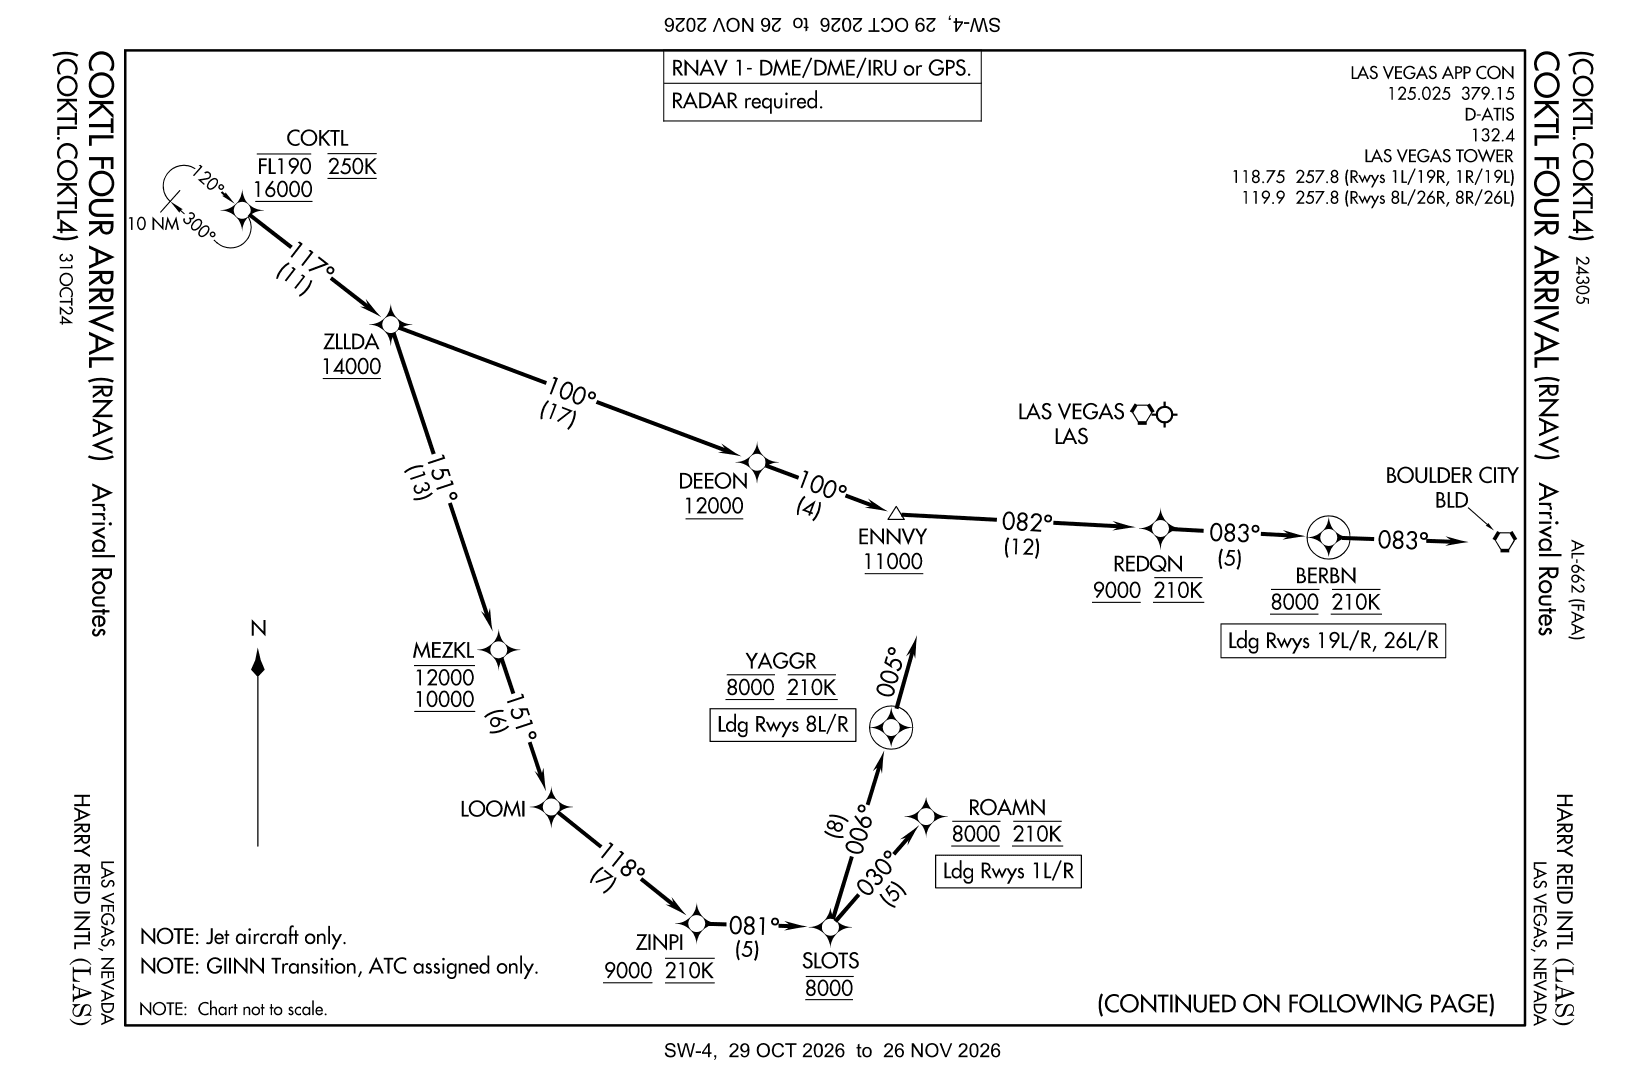 SW-4, 29 OCT 2026 to 26 NOV 2026
(COKTL.COKTL4) 31OCT24
COKTL FOUR ARRIVAL (RNAV) Arrival Routes
HARRY REID INTL (LAS)
LAS VEGAS, NEVADA
RNAV 1- DME/DME/IRU or GPS.
RADAR required.
LAS VEGAS APP CON
125.025 379.15
D-ATIS
132.4
LAS VEGAS TOWER
118.75 257.8 (Rwys 1L/19R, 1R/19L)
119.9 257.8 (Rwys 8L/26R, 8R/26L)
COKTL
FL190 250K
16000
120°
10 NM
300°
117°
(11)
ZLLDA
14000
100°
(17)
151°
(13)
LAS VEGAS
LAS
DEEON
12000
100°
(4)
ENNVY
11000
082°
(12)
REDQN
9000 210K
083°
(5)
BERBN
8000 210K
Ldg Rwys 19L/R, 26L/R
083°
BOULDER CITY
BLD
N
MEZKL
12000
10000
151°
(6)
LOOMI
118°
(7)
ZINPI
9000 210K
081°
(5)
SLOTS
8000
006°
(8)
YAGGR
8000 210K
Ldg Rwys 8L/R
005°
030°
(5)
ROAMN
8000 210K
Ldg Rwys 1L/R
NOTE: Jet aircraft only.
NOTE: GIINN Transition, ATC assigned only.
NOTE: Chart not to scale.
(CONTINUED ON FOLLOWING PAGE)
(COKTL.COKTL4) 24305
AL-662 (FAA)
COKTL FOUR ARRIVAL (RNAV) Arrival Routes
HARRY REID INTL (LAS)
LAS VEGAS, NEVADA
SW-4, 29 OCT 2026 to 26 NOV 2026